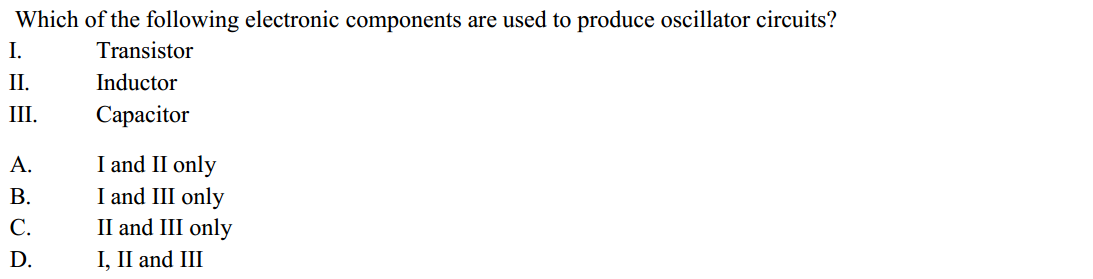 Which of the following electronic components are used to produce oscillator circuits?
I. Transistor
II. Inductor
III. Capacitor
A. I and II only
B. I and III only
C. II and III only
D. I, II and III